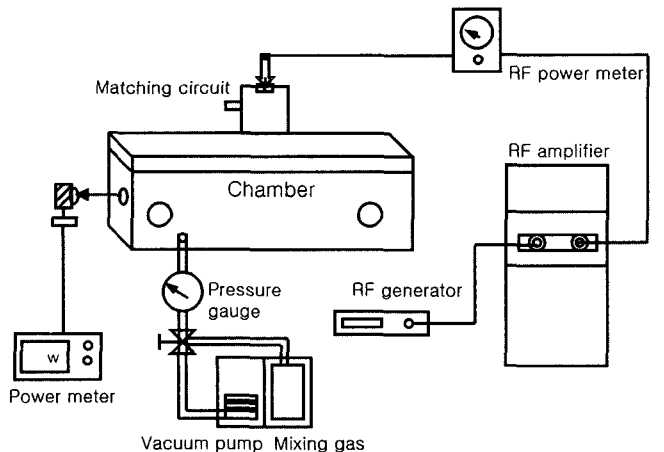 RF power meter
Matching circuit
RF amplifier
Chamber
Pressure
gauge
RF generator
w
Power meter
Vacuum pump
Mixing gas